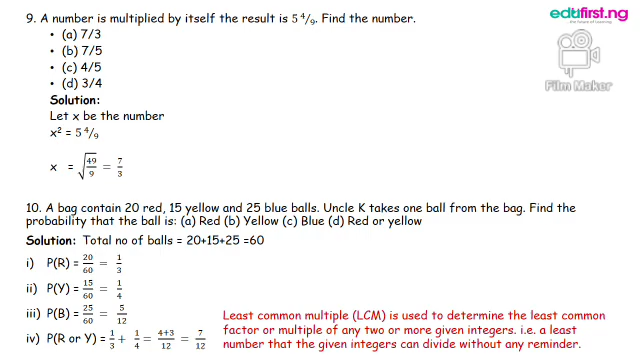 edufirst.ng
9. A number is multiplied by itself the result is 5 4/9. Find the number.
• (a) 7/3
• (b) 7/5
• (c) 4/5
• (d) 3/4
Film Maker
Solution:
Let x be the number
x² = 5 4/9
x = √49/9 = 7/3
10. A bag contain 20 red, 15 yellow and 25 blue balls. Uncle K takes one ball from the bag. Find the
probability that the ball is: (a) Red (b) Yellow (c) Blue (d) Red or yellow
Solution: Total no of balls = 20+15+25 =60
i) P(R) = 20/60 = 1/3
ii) P(Y) = 15/60 = 1/4
iii) P(B) = 25/60 = 5/12
iv) P(R or Y) = 1/3 + 1/4 = 4+3/12 = 7/12
Least common multiple (LCM) is used to determine the least common
factor or multiple of any two or more given integers. i.e. a least
number that the given integers can divide without any reminder.